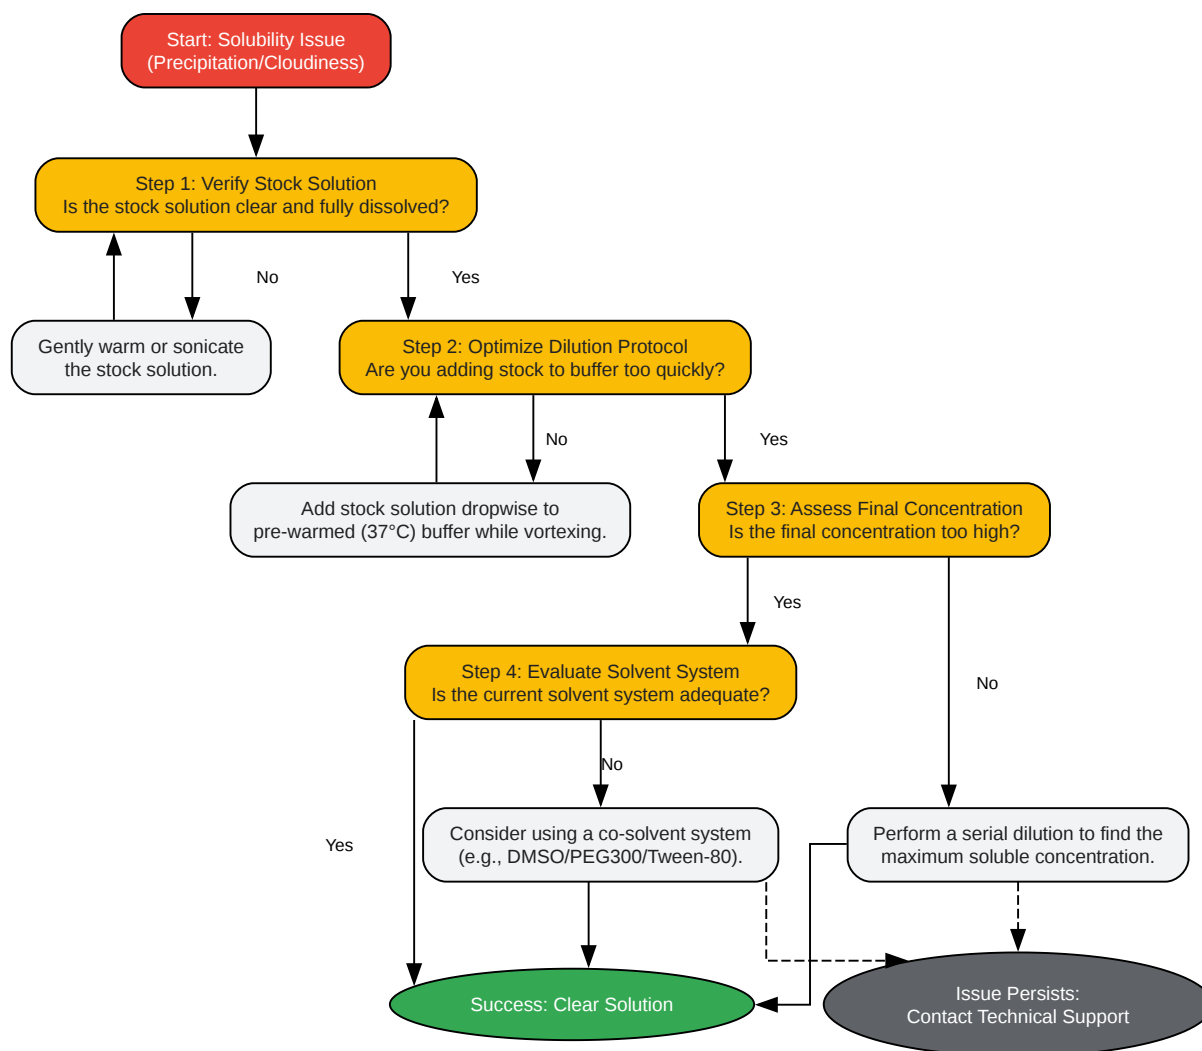 Start: Solubility Issue
(Precipitation/Cloudiness)
Step 1: Verify Stock Solution
Is the stock solution clear and fully dissolved?
No
Yes
Gently warm or sonicate
the stock solution.
Step 2: Optimize Dilution Protocol
Are you adding stock to buffer too quickly?
No
Yes
Add stock solution dropwise to
pre-warmed (37°C) buffer while vortexing.
Step 3: Assess Final Concentration
Is the final concentration too high?
Yes
No
Step 4: Evaluate Solvent System
Is the current solvent system adequate?
No
Yes
Consider using a co-solvent system
(e.g., DMSO/PEG300/Tween-80).
Perform a serial dilution to find the
maximum soluble concentration.
Success: Clear Solution
Issue Persists:
Contact Technical Support